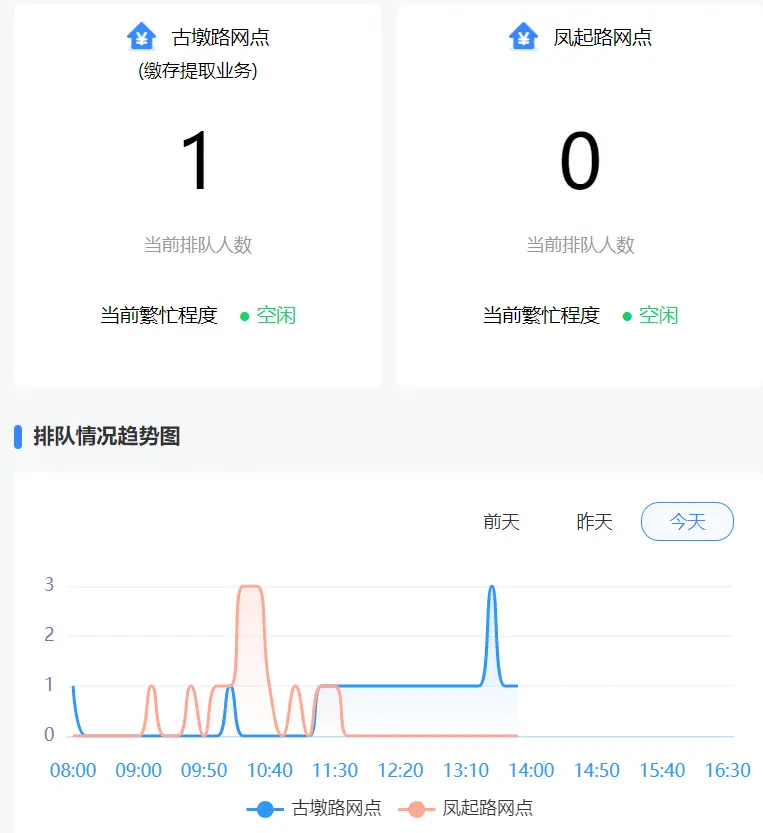 古墩路网点
(缴存提取业务)
1
当前排队人数
当前繁忙程度 空闲
凤起路网点
0
当前排队人数
当前繁忙程度 空闲
排队情况趋势图
前天 昨天 今天
3
2
1
0
08:00 09:00 09:50 10:40 11:30 12:20 13:10 14:00 14:50 15:40 16:30
古墩路网点 凤起路网点